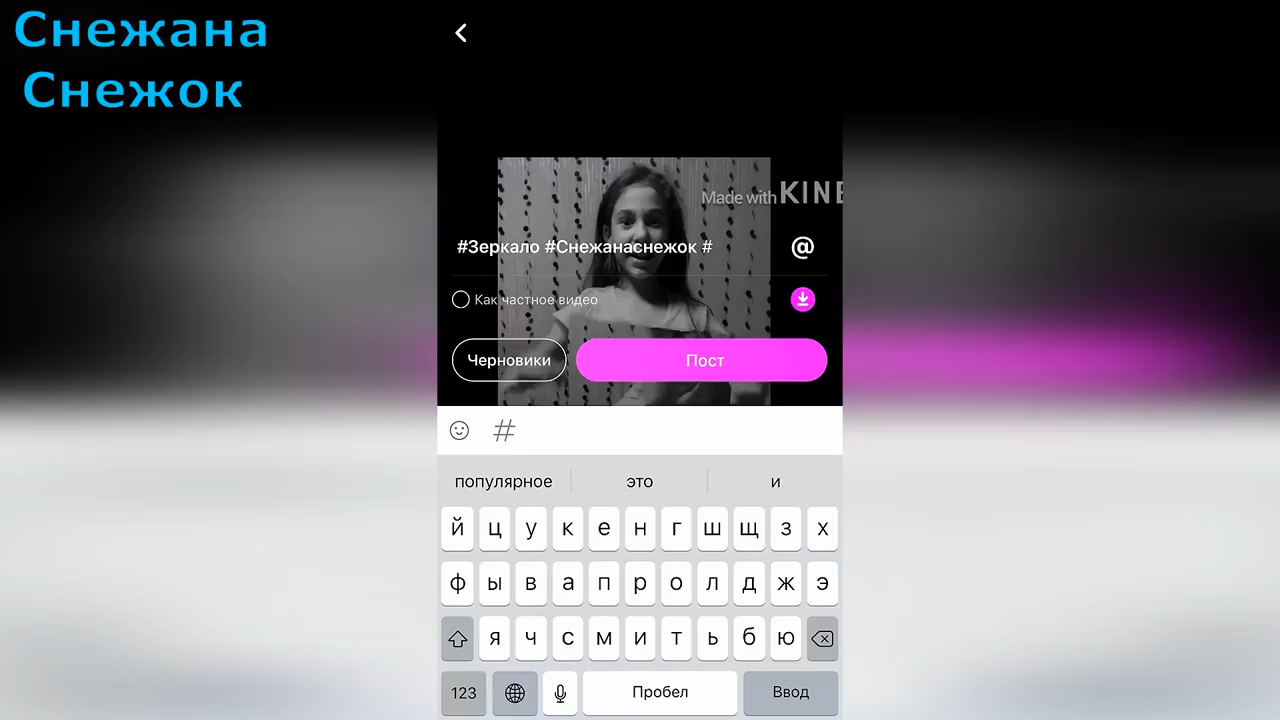 Снежана
Снежок
Made with KINE
#Зеркало #Снежанаснежок #
@
Как частное видео
Черновики
Пост
#
популярное
это
и
й ц у к е н г ш щ з х
ф ы в а п р о л д ж э
я ч с м и т ь б ю
123
Пробел
Ввод